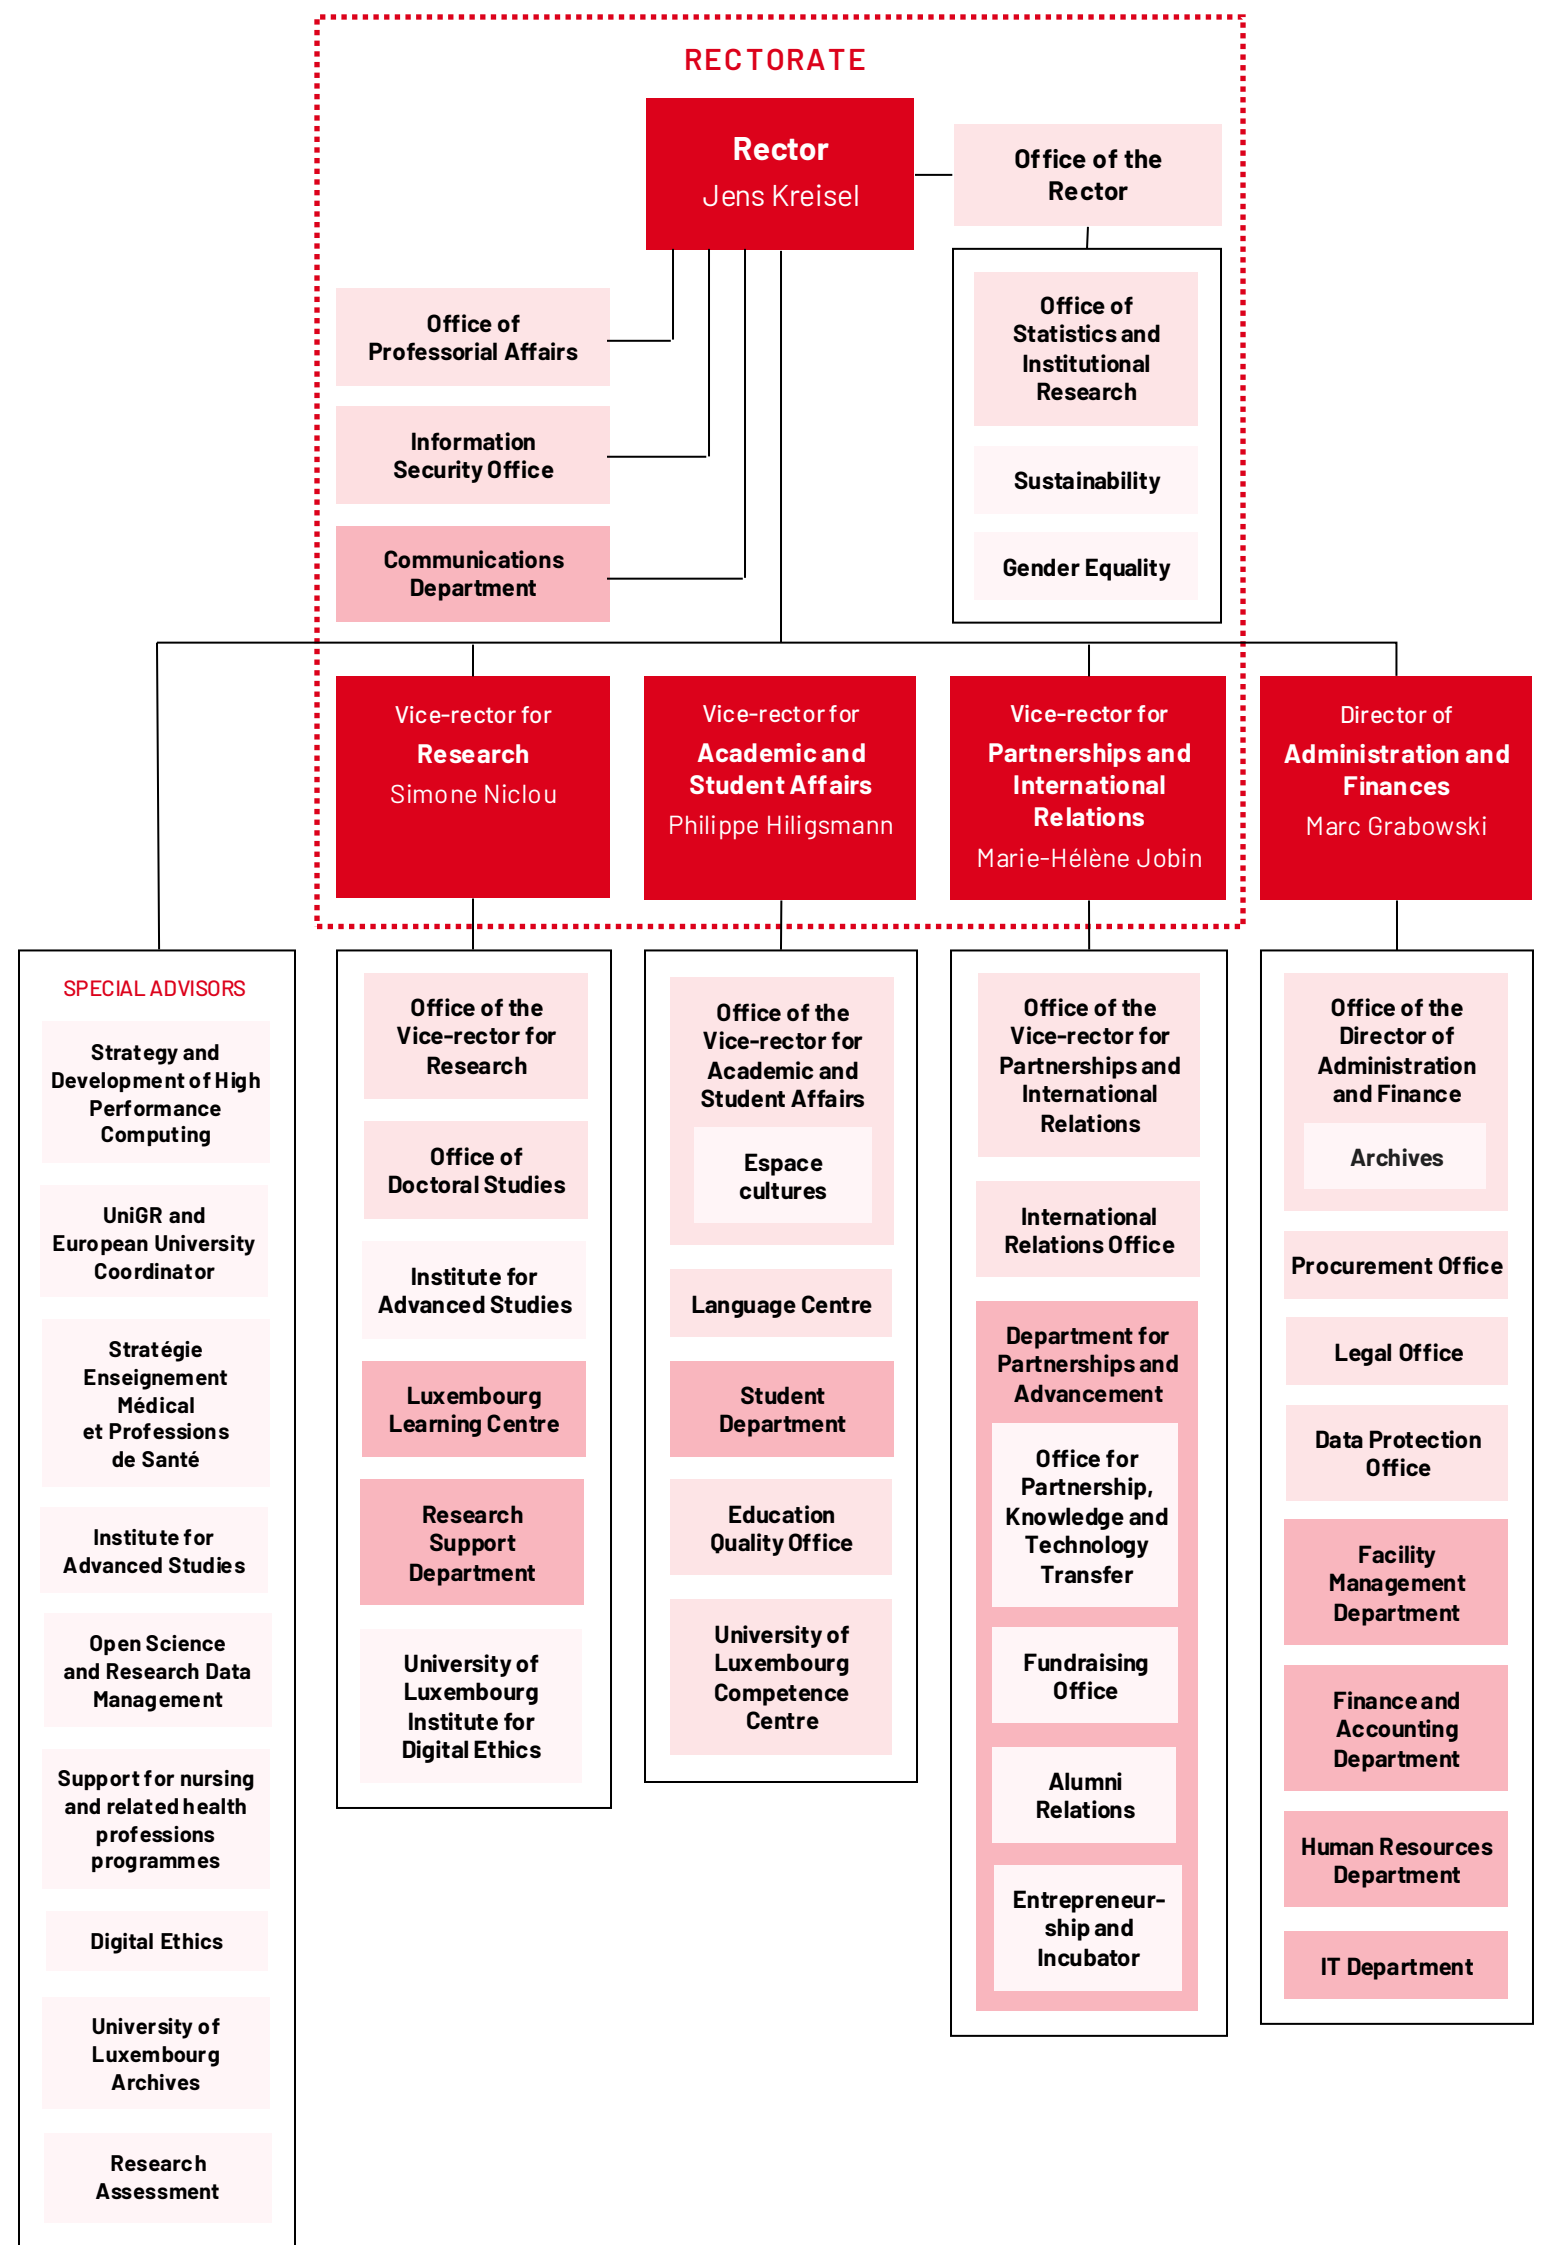 RECTORATE
Rector
Jens Kreisel
Office of the
Rector
Office of
Professorial Affairs
Information
Security Office
Communications
Department
Office of
Statistics and
Institutional
Research
Sustainability
Gender Equality
Vice-rector for
Research
Simone Niclou
Vice-rector for
Academic and
Student Affairs
Philippe Hiligsmann
Vice-rector for
Partnerships and
International
Relations
Marie-Hélène Jobin
Director of
Administration and
Finances
Marc Grabowski
SPECIAL ADVISORS
Strategy and
Development of High
Performance
Computing
UniGR and
European University
Coordinator
Stratégie
Enseignement
Médical
et Professions
de Santé
Institute for
Advanced Studies
Open Science
and Research Data
Management
Support for nursing
and related health
professions
programmes
Digital Ethics
University of
Luxembourg
Archives
Research
Assessment
Office of the
Vice-rector for
Research
Office of
Doctoral Studies
Institute for
Advanced Studies
Luxembourg
Learning Centre
Research
Support
Department
University of
Luxembourg
Institute for
Digital Ethics
Office of the
Vice-rector for
Academic and
Student Affairs
Espace
cultures
Language Centre
Student
Department
Education
Quality Office
University of
Luxembourg
Competence
Centre
Office of the
Vice-rector for
Partnerships and
International
Relations
International
Relations Office
Department for
Partnerships and
Advancement
Office for
Partnership,
Knowledge and
Technology
Transfer
Fundraising
Office
Alumni
Relations
Entrepreneur-
ship and
Incubator
Office of the
Director of
Administration
and Finance
Archives
Procurement Office
Legal Office
Data Protection
Office
Facility
Management
Department
Finance and
Accounting
Department
Human Resources
Department
IT Department